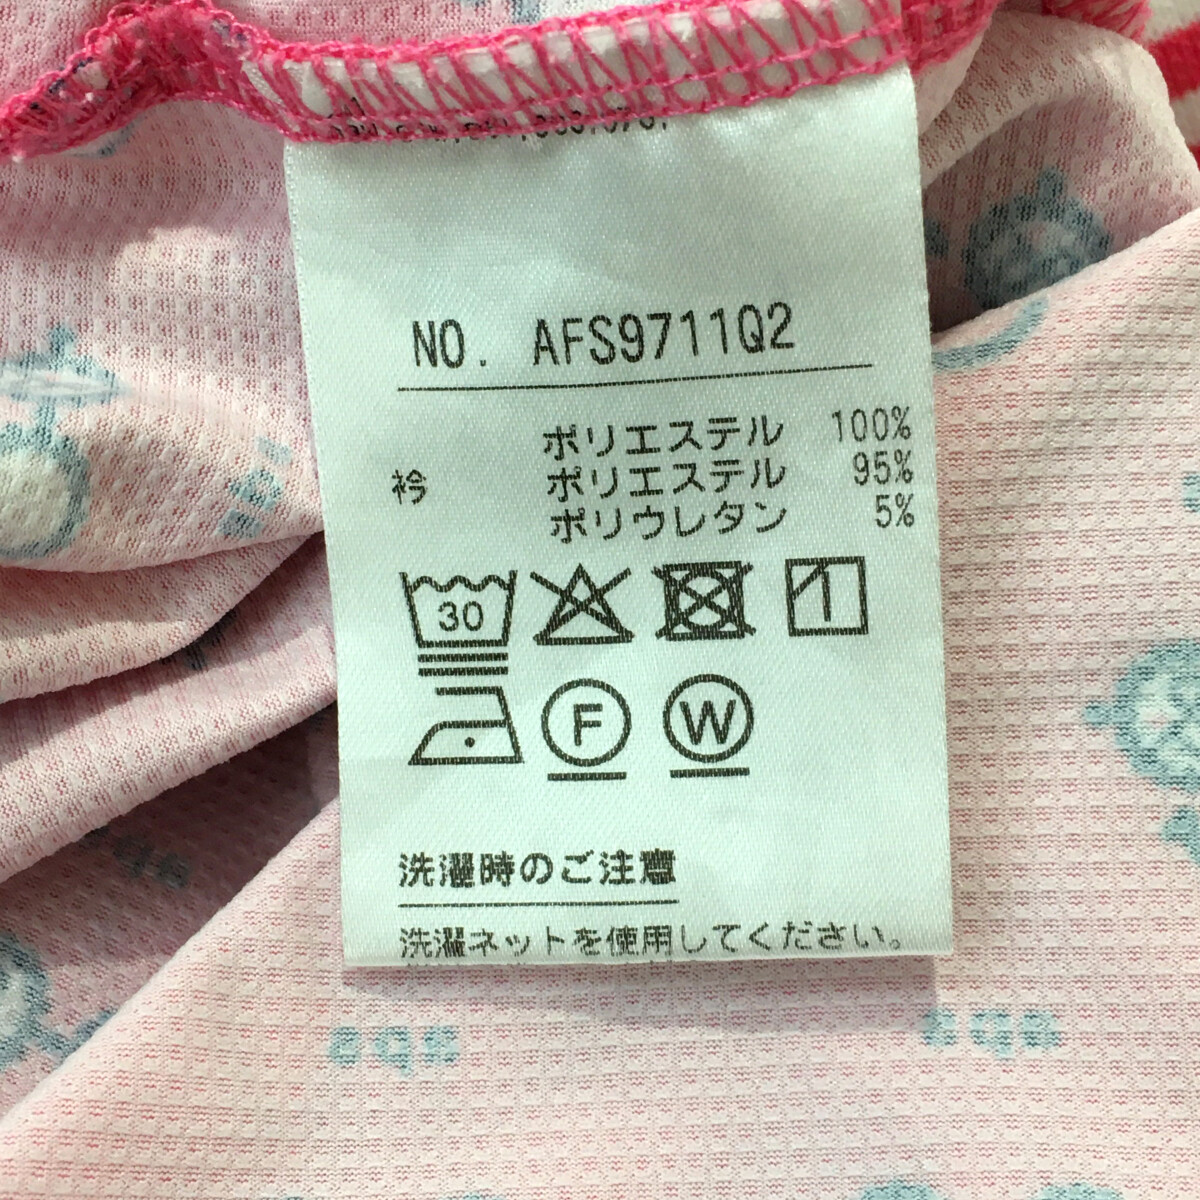 NO. AFS9711Q2
ポリエステル 100%
衿 ポリエステル 95%
ポリウレタン 5%
30
F W
洗濯時のご注意
洗濯ネットを使用してください。